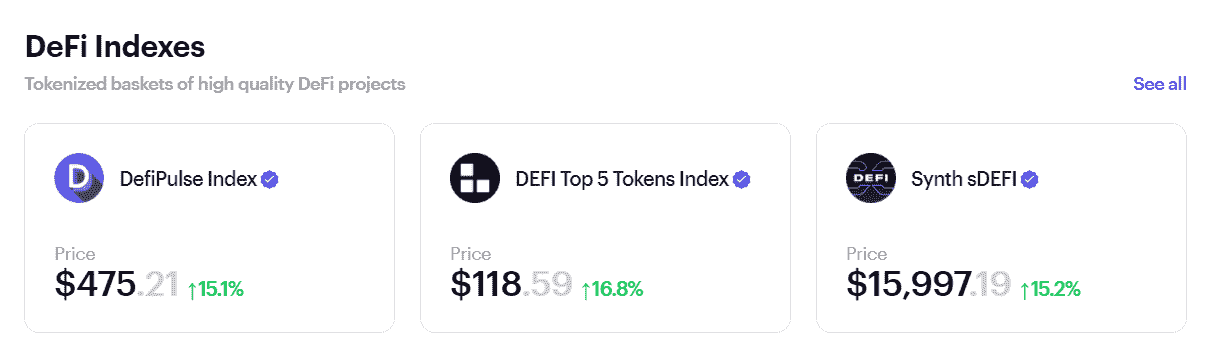 DeFi Indexes
Tokenized baskets of high quality DeFi projects
See all
D
DefiPulse Index
DEFI Top 5 Tokens Index
DEFI
Synth sDEFI
Price
$475.21 ↑15.1%
Price
$118.59 ↑16.8%
Price
$15,997.19 ↑15.2%